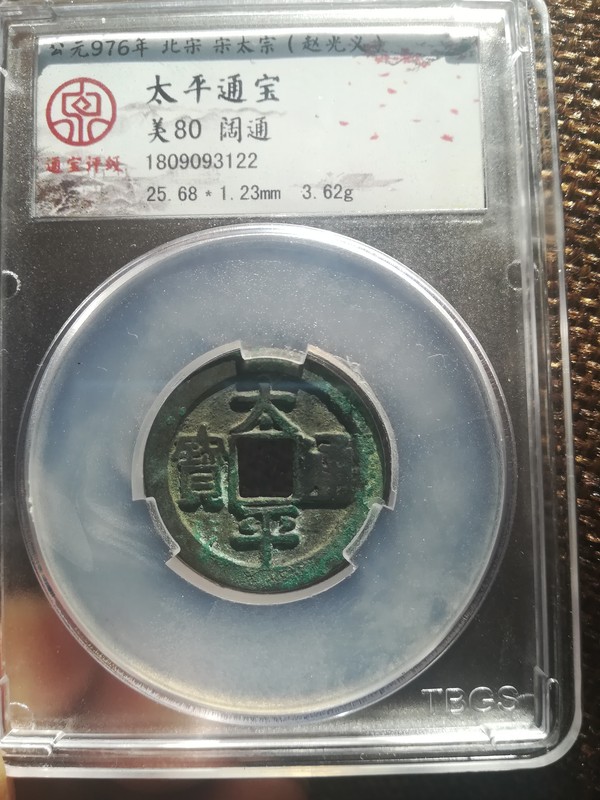 公元976年 北宋 宋太宗（赵光义）
太平通宝
美80 阔通
通宝评级
1809093122
25.68*1.23mm 3.62g
太
寶 通
平
TBGS